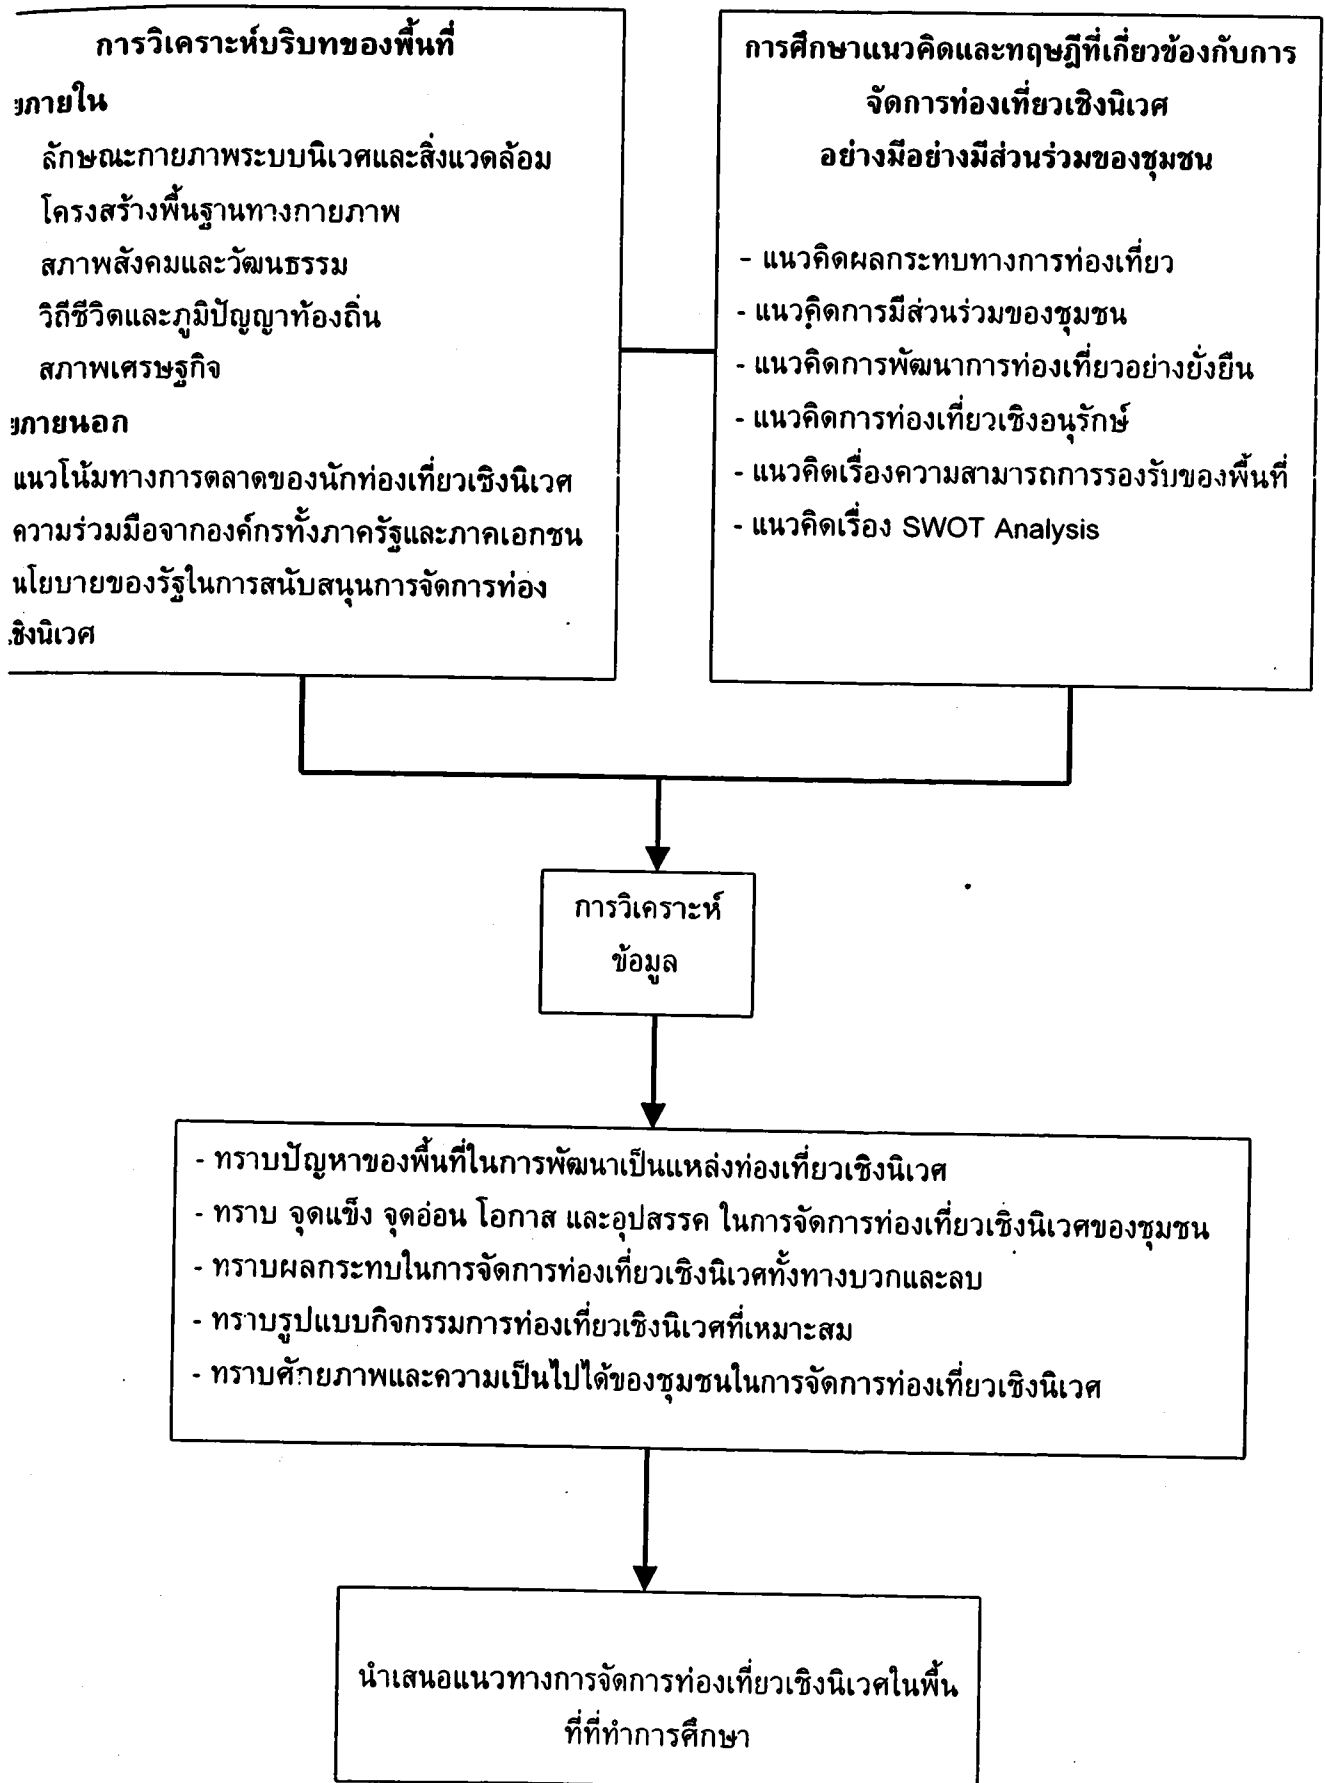 การวิเคราะห์บริบทของพื้นที่
ยภายใน
ลักษณะกายภาพระบบนิเวศและสิ่งแวดล้อม
โครงสร้างพื้นฐานทางกายภาพ
สภาพสังคมและวัฒนธรรม
วิถีชีวิตและภูมิปัญญาท้องถิ่น
สภาพเศรษฐกิจ
ยภายนอก
แนวโน้มทางการตลาดของนักท่องเที่ยวเชิงนิเวศ
ความร่วมมือจากองค์กรทั้งภาครัฐและภาคเอกชน
นโยบายของรัฐในการสนับสนุนการจัดการท่อง
เชิงนิเวศ
การศึกษาแนวคิดและทฤษฎีที่เกี่ยวข้องกับการ
จัดการท่องเที่ยวเชิงนิเวศ
อย่างมีอย่างมีส่วนร่วมของชุมชน
- แนวคิดผลกระทบทางการท่องเที่ยว
- แนวคิดการมีส่วนร่วมของชุมชน
- แนวคิดการพัฒนาการท่องเที่ยวอย่างยั่งยืน
- แนวคิดการท่องเที่ยวเชิงอนุรักษ์
- แนวคิดเรื่องความสามารถการรองรับของพื้นที่
- แนวคิดเรื่อง SWOT Analysis
การวิเคราะห์
ข้อมูล
- ทราบปัญหาของพื้นที่ในการพัฒนาเป็นแหล่งท่องเที่ยวเชิงนิเวศ
- ทราบ จุดแข็ง จุดอ่อน โอกาส และอุปสรรค ในการจัดการท่องเที่ยวเชิงนิเวศของชุมชน
- ทราบผลกระทบในการจัดการท่องเที่ยวเชิงนิเวศทั้งทางบวกและลบ
- ทราบรูปแบบกิจกรรมการท่องเที่ยวเชิงนิเวศที่เหมาะสม
- ทราบศักยภาพและความเป็นไปได้ของชุมชนในการจัดการท่องเที่ยวเชิงนิเวศ
นำเสนอแนวทางการจัดการท่องเที่ยวเชิงนิเวศในพื้น
ที่ที่ทำการศึกษา